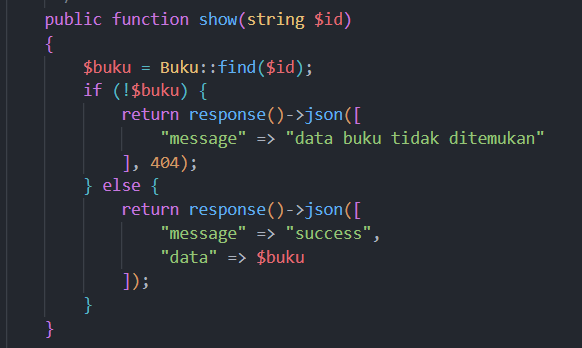 public function show(string $id)
{
$buku = Buku::find($id);
if (!$buku) {
return response()->json([
"message" => "data buku tidak ditemukan"
], 404);
} else {
return response()->json([
"message" => "success",
"data" => $buku
]);
}
}